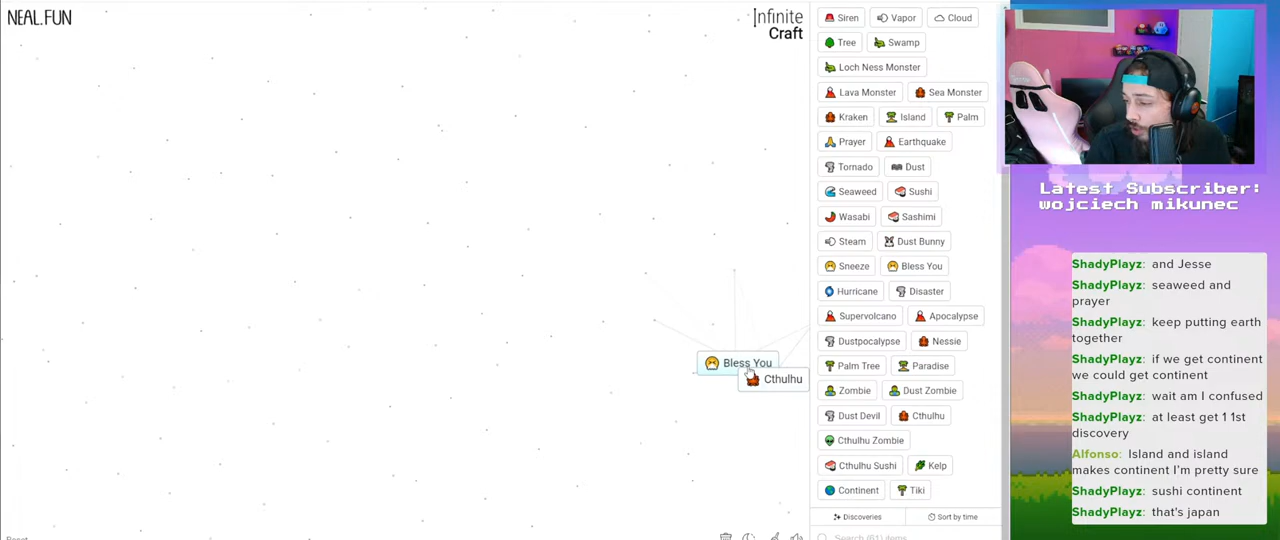 NEAL.FUN
Infinite
Craft
Bless You
Cthulhu
Siren Vapor Cloud
Tree Swamp
Loch Ness Monster
Lava Monster Sea Monster
Kraken Island Palm
Prayer Earthquake
Tornado Dust
Seaweed Sushi
Wasabi Sashimi
Steam Dust Bunny
Sneeze Bless You
Hurricane Disaster
Supervolcano Apocalypse
Dustpocalypse Nessie
Palm Tree Paradise
Zombie Dust Zombie
Dust Devil Cthulhu
Cthulhu Zombie
Cthulhu Sushi Kelp
Continent Tiki
Discoveries Sort by time
Search (61) items
Reset
Latest Subscriber:
wojciech mikunec
ShadyPlayz: and Jesse
ShadyPlayz: seaweed and
prayer
ShadyPlayz: keep putting earth
together
ShadyPlayz: if we get continent
we could get continent
ShadyPlayz: wait am I confused
ShadyPlayz: at least get 1 1st
discovery
Alfonso: Island and island
makes continent I'm pretty sure
ShadyPlayz: sushi continent
ShadyPlayz: that's japan